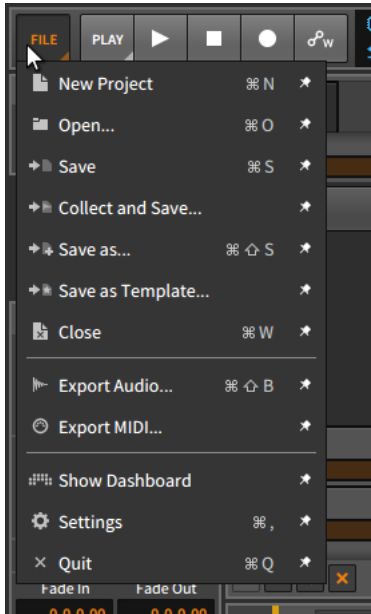 FILE PLAY W
New Project ⌘ N
Open... ⌘ O
Save ⌘ S
Collect and Save...
Save as... ⌘ ⇧ S
Save as Template...
Close ⌘ W
Export Audio... ⌘ ⇧ B
Export MIDI...
Show Dashboard
Settings ⌘ ,
Quit ⌘ Q
Fade In Fade Out